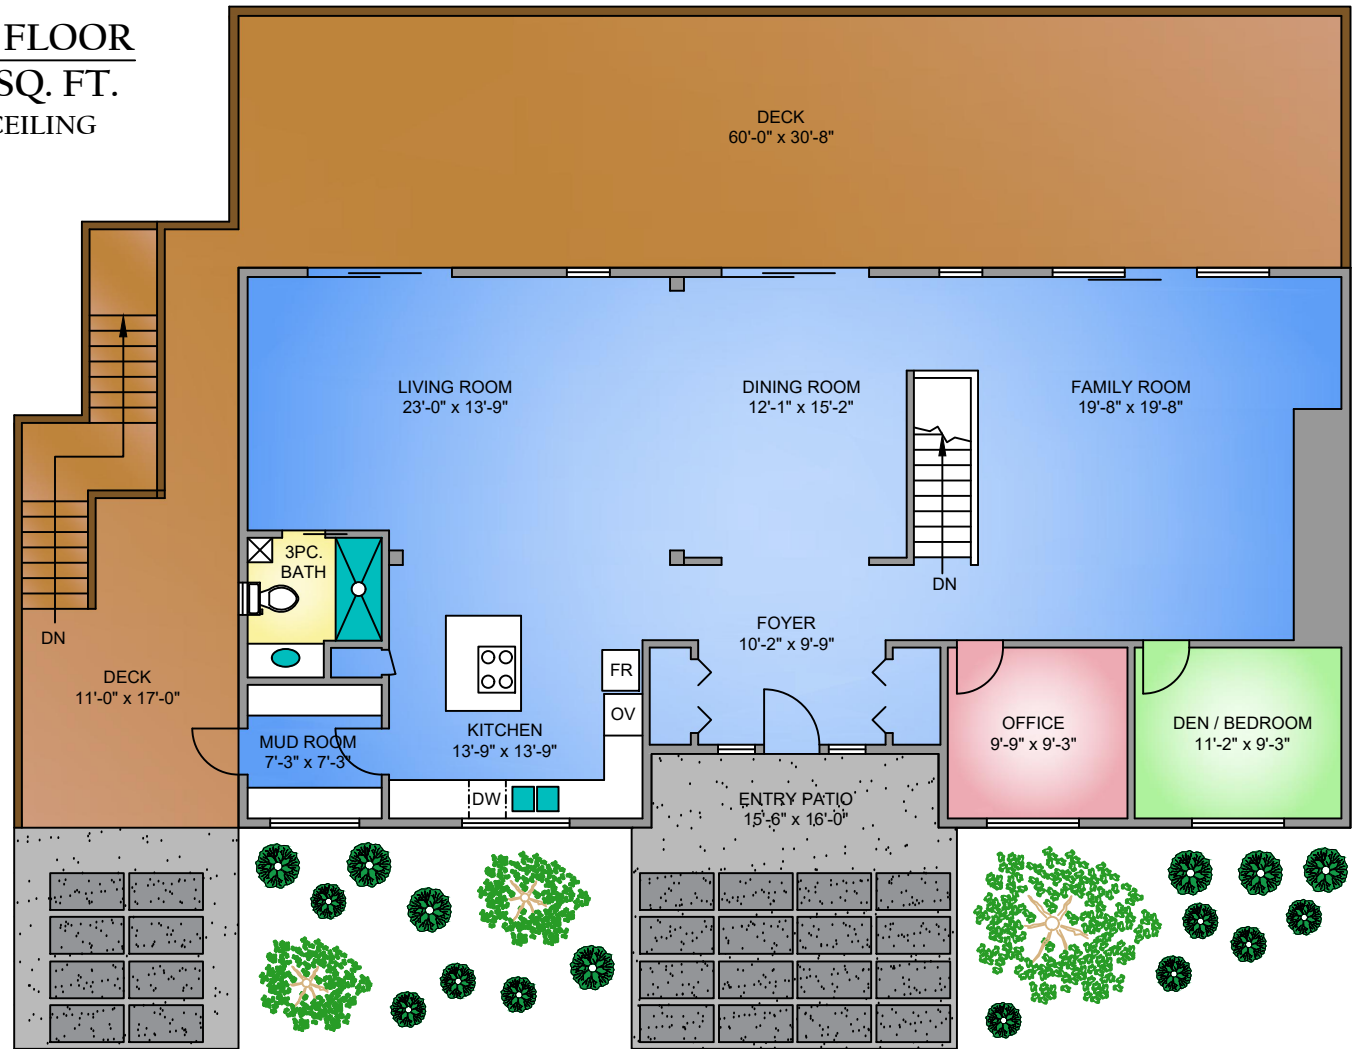 FLOOR
SQ. FT.
CEILING
DECK
60'-0" x 30'-8"
LIVING ROOM
23'-0" x 13'-9"
DINING ROOM
12'-1" x 15'-2"
FAMILY ROOM
19'-8" x 19'-8"
3PC.
BATH
DN
DN
FOYER
10'-2" x 9'-9"
DECK
11'-0" x 17'-0"
FR
OV
MUD ROOM
7'-3" x 7'-3"
KITCHEN
13'-9" x 13'-9"
OFFICE
9'-9" x 9'-3"
DEN / BEDROOM
11'-2" x 9'-3"
DW
ENTRY PATIO
15'-6" x 16'-0"